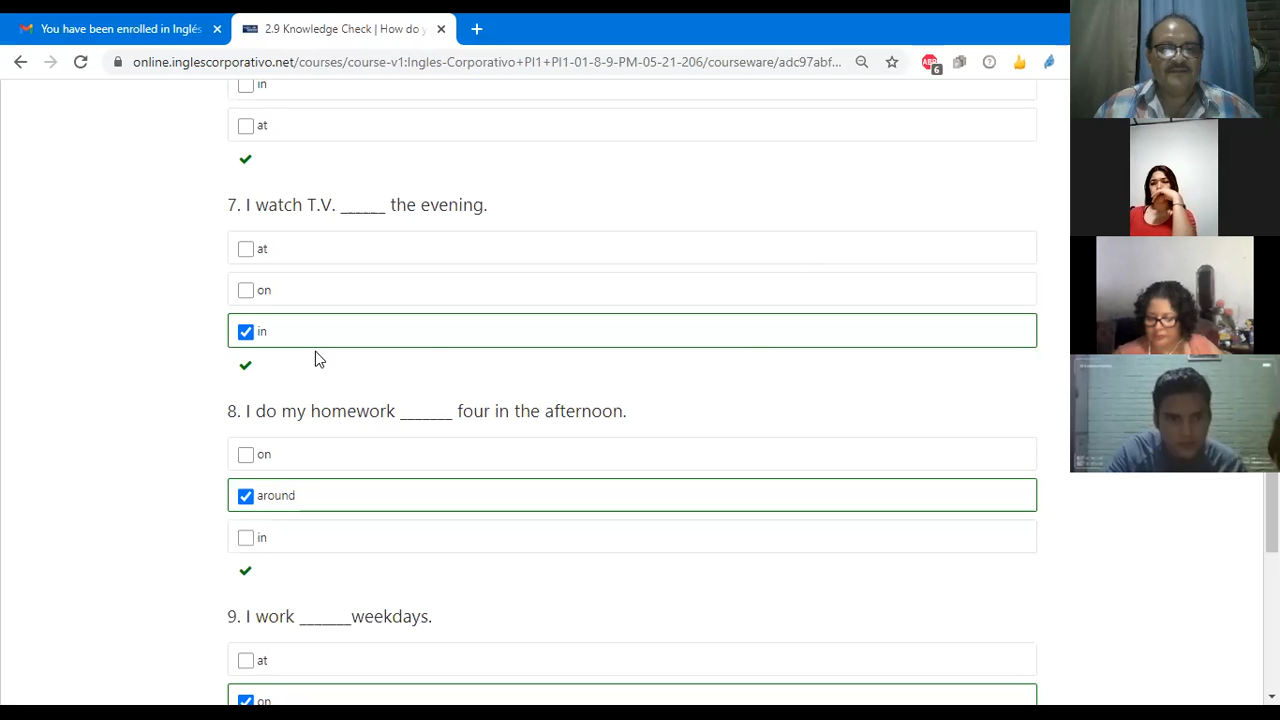 You have been enrolled in Inglés
2.9 Knowledge Check | How do y
online.inglescorporativo.net/courses/course-v1:Ingles-Corporativo+PI1+PI1-01-8-9-PM-05-21-206/courseware/adc97abf...
ABP
6
in
at
7. I watch T.V. ______ the evening.
at
on
in
8. I do my homework ______ four in the afternoon.
on
around
in
9. I work ______weekdays.
at
on